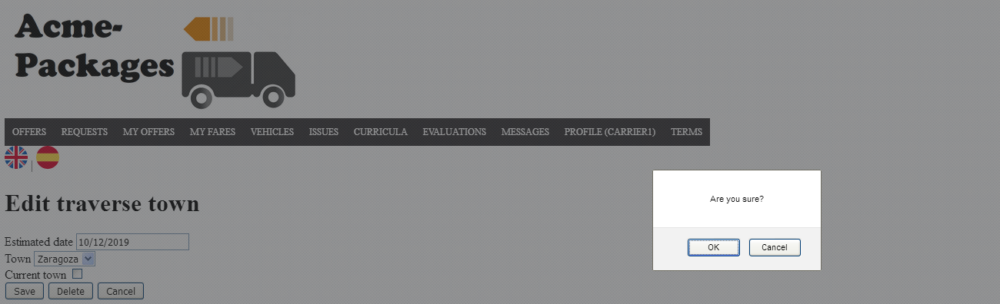 Acme-
Packages
OFFERS REQUESTS MY OFFERS MY FARES VEHICLES ISSUES CURRICULA EVALUATIONS MESSAGES PROFILE (CARRIER1) TERMS
|
Edit traverse town
Estimated date 10/12/2019
Town Zaragoza
Current town
Save Delete Cancel
Are you sure?
OK Cancel